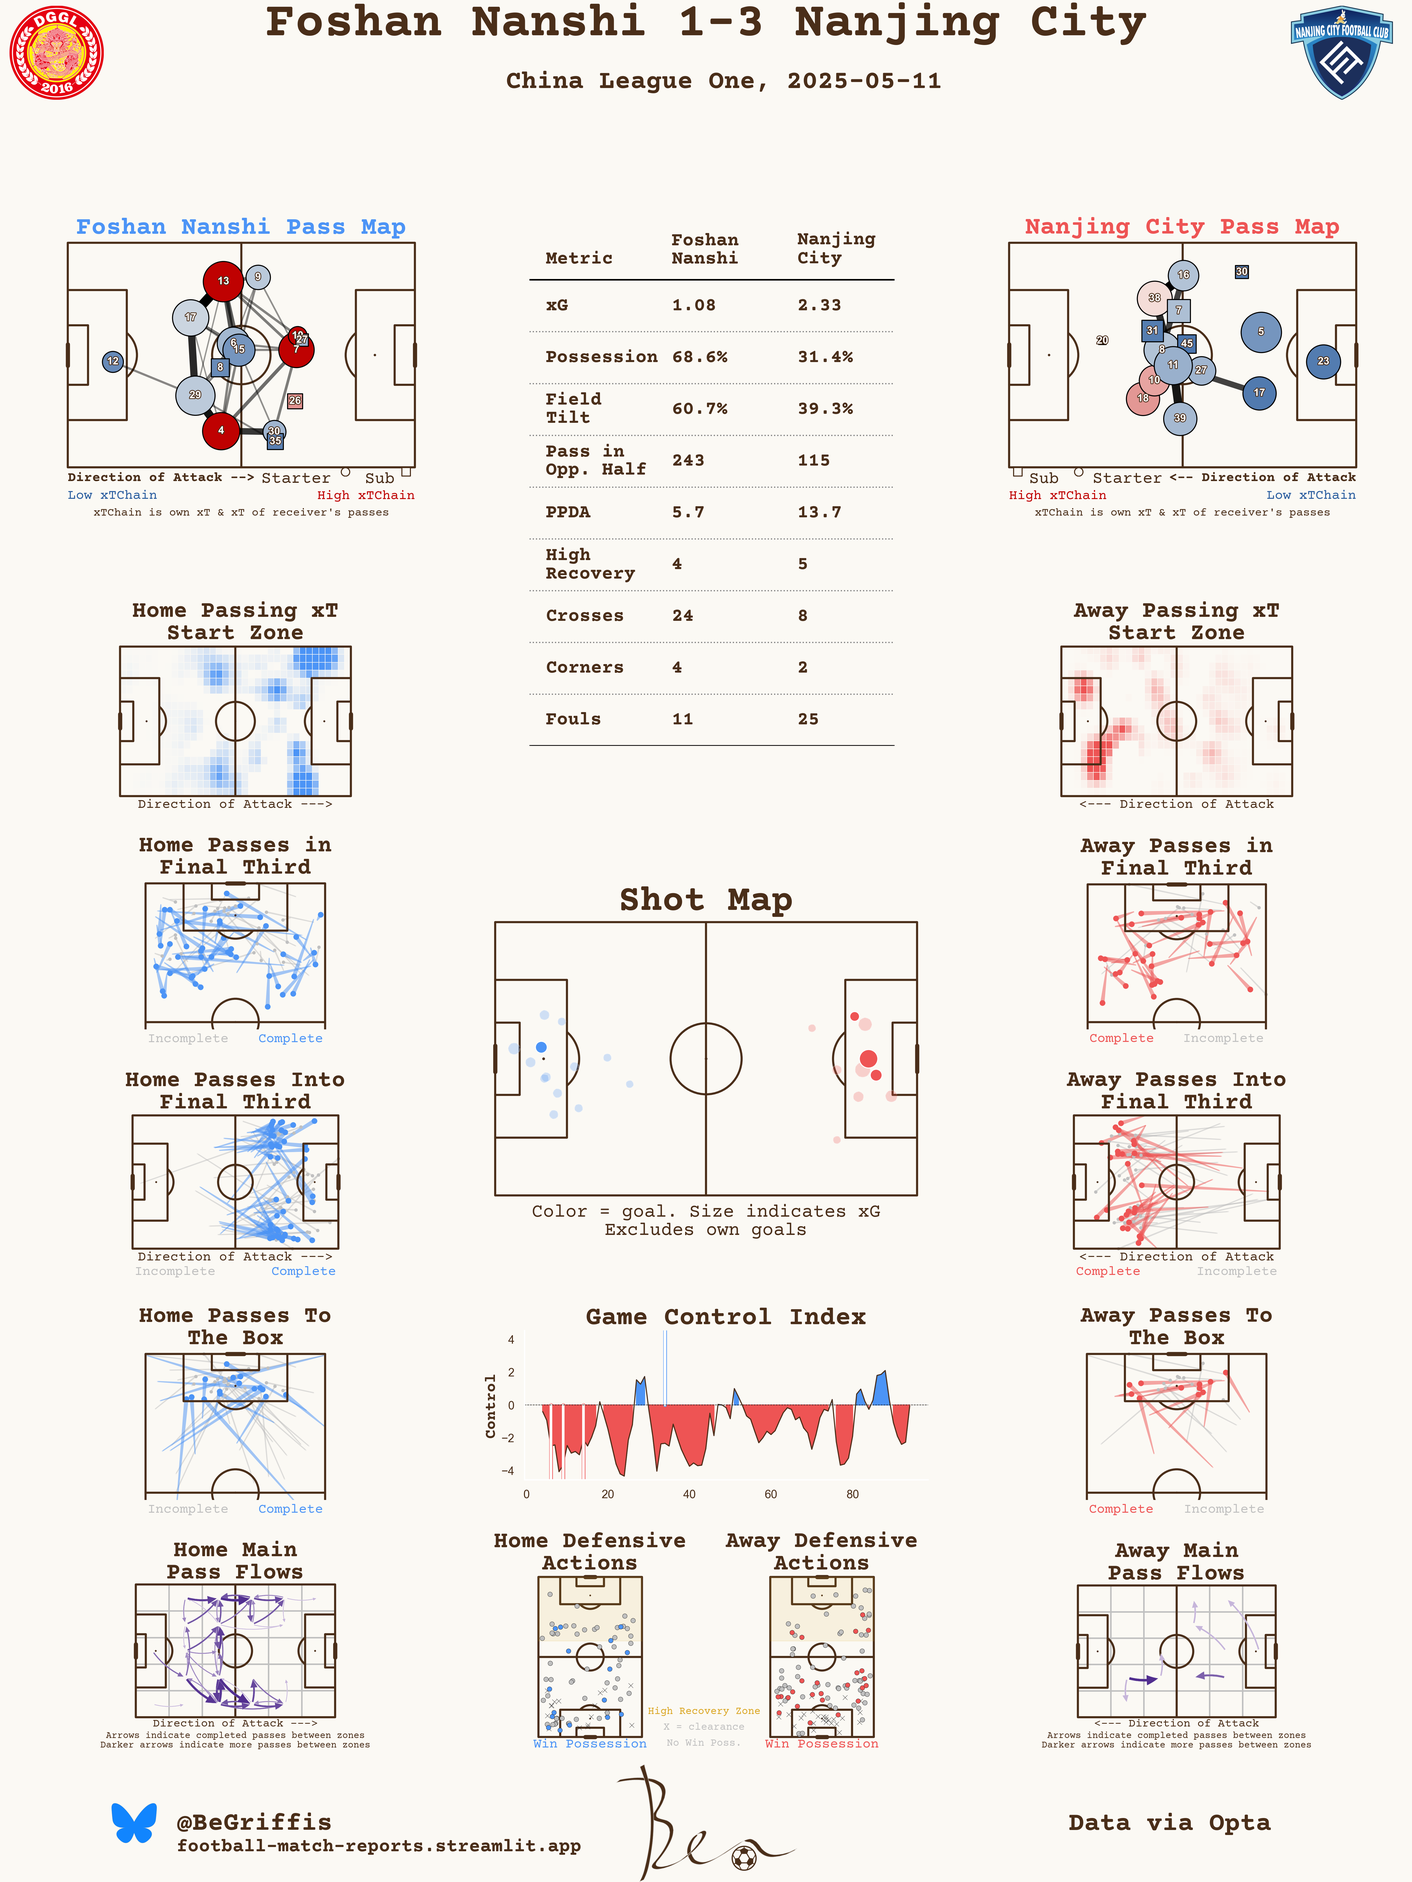 Foshan Nanshi 1-3 Nanjing City
China League One, 2025-05-11
DGGL
2016
NANJING CITY FOOTBALL CLUB
Foshan Nanshi Pass Map
13
9
17
6
15
10
27
7
12
8
29
26
4
30
35
Direction of Attack --> Starter Sub
Low xTChain High xTChain
xTChain is own xT & xT of receiver's passes
Metric Foshan Nanshi Nanjing City
xG 1.08 2.33
Possession 68.6% 31.4%
Field Tilt 60.7% 39.3%
Pass in Opp. Half 243 115
PPDA 5.7 13.7
High Recovery 4 5
Crosses 24 8
Corners 4 2
Fouls 11 25
Nanjing City Pass Map
16
30
38
7
31
5
20
45
8
11
23
27
10
17
18
39
Sub Starter <-- Direction of Attack
High xTChain Low xTChain
xTChain is own xT & xT of receiver's passes
Home Passing xT
Start Zone
Direction of Attack --->
Away Passing xT
Start Zone
<--- Direction of Attack
Home Passes in
Final Third
Incomplete Complete
Shot Map
Color = goal. Size indicates xG
Excludes own goals
Away Passes in
Final Third
Complete Incomplete
Home Passes Into
Final Third
Direction of Attack --->
Incomplete Complete
Away Passes Into
Final Third
<--- Direction of Attack
Complete Incomplete
Home Passes To
The Box
Incomplete Complete
Game Control Index
Control
4
2
0
−2
−4
0 20 40 60 80
Away Passes To
The Box
Complete Incomplete
Home Main
Pass Flows
Direction of Attack --->
Arrows indicate completed passes between zones
Darker arrows indicate more passes between zones
Home Defensive
Actions
Win Possession
High Recovery Zone
X = clearance
No Win Poss.
Away Defensive
Actions
Win Possession
Away Main
Pass Flows
<--- Direction of Attack
Arrows indicate completed passes between zones
Darker arrows indicate more passes between zones
@BeGriffis
football-match-reports.streamlit.app
Ben
Data via Opta